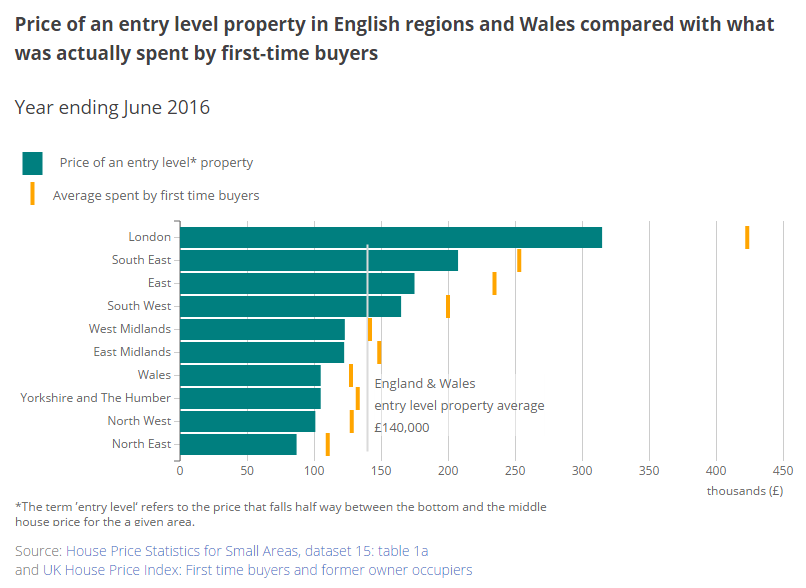 Price of an entry level property in English regions and Wales compared with what
was actually spent by first-time buyers
Year ending June 2016
Price of an entry level* property
Average spent by first time buyers
London
South East
East
South West
West Midlands
East Midlands
Wales
Yorkshire and The Humber
North West
North East
England & Wales
entry level property average
£140,000
0 50 100 150 200 250 300 350 400 450
thousands (£)
*The term 'entry level' refers to the price that falls half way between the bottom and the middle
house price for the a given area.
Source: House Price Statistics for Small Areas, dataset 15: table 1a
and UK House Price Index: First time buyers and former owner occupiers